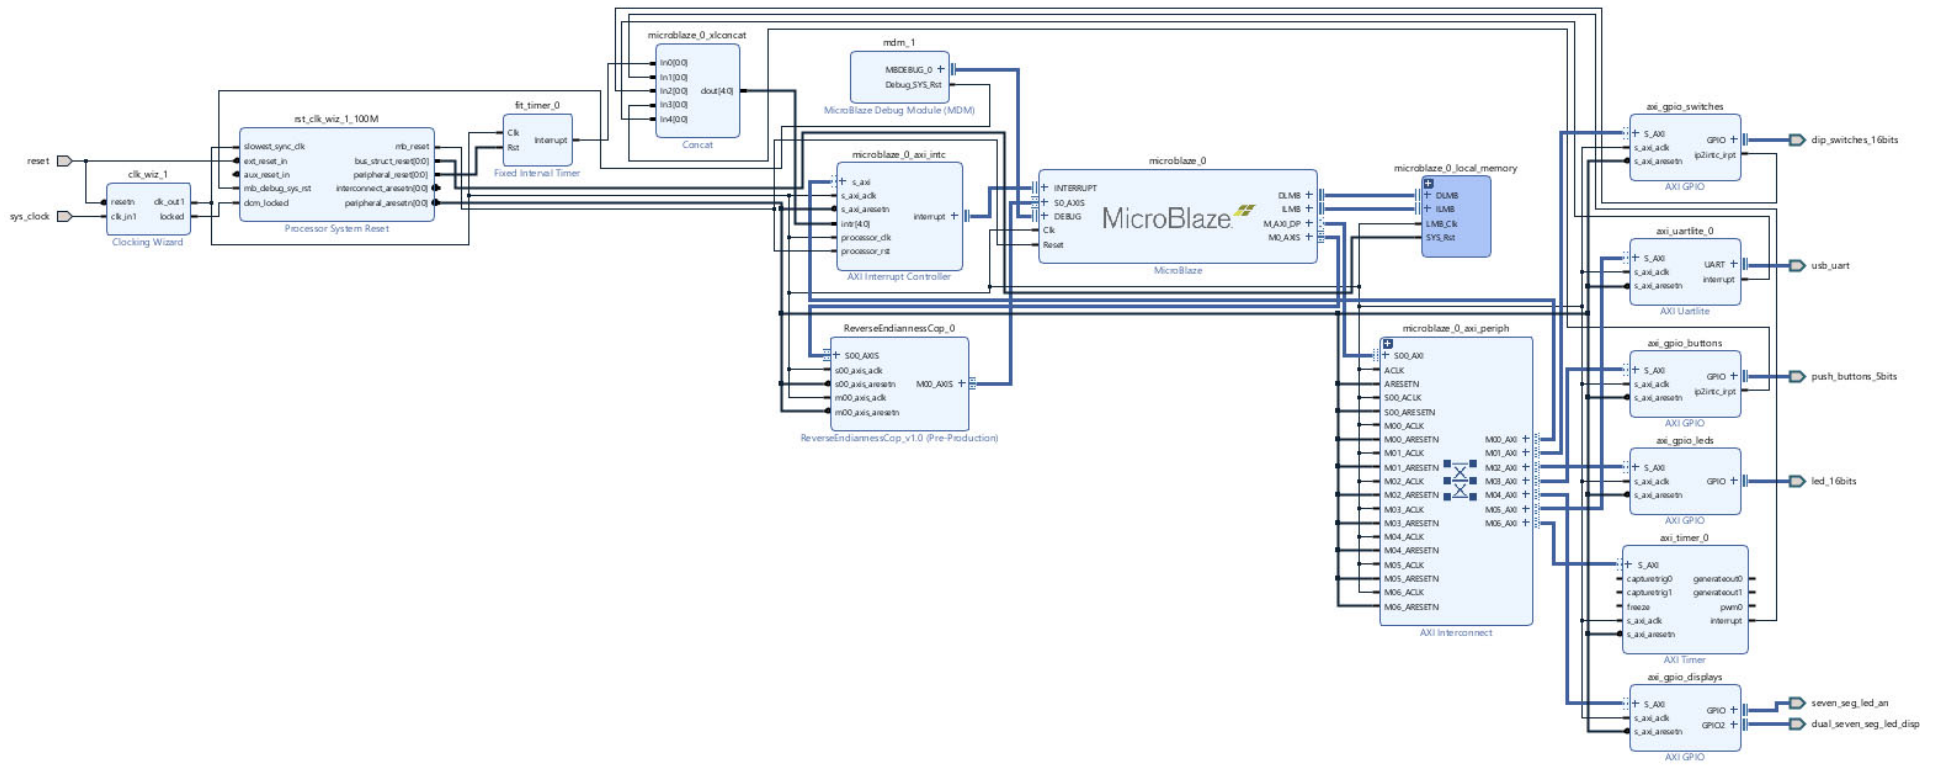 reset
sys_clock
clk_wiz_1
resetn
clk_in1
clk_out1
locked
Clocking Wizard
rst_clk_wiz_1_100M
slowest_sync_clk
ext_reset_in
aux_reset_in
mb_debug_sys_rst
dcm_locked
mb_reset
bus_struct_reset[0:0]
peripheral_reset[0:0]
interconnect_aresetn[0:0]
peripheral_aresetn[0:0]
Processor System Reset
fit_timer_0
Clk
Rst
Interrupt
Fixed Interval Timer
microblaze_0_xlconcat
In0[0:0]
In1[0:0]
In2[0:0]
In3[0:0]
In4[0:0]
dout[4:0]
Concat
mdm_1
MBDEBUG_0
Debug_SYS_Rst
MicroBlaze Debug Module (MDM)
microblaze_0_axi_intc
s_axi
s_axi_aclk
s_axi_aresetn
intr[4:0]
processor_clk
processor_rst
interrupt
AXI Interrupt Controller
microblaze_0
INTERRUPT
S0_AXIS
DEBUG
Clk
Reset
MicroBlaze
DLMB
ILMB
M_AXI_DP
M0_AXIS
MicroBlaze
microblaze_0_local_memory
DLMB
ILMB
LMB_Clk
SYS_Rst
ReverseEndiannessCop_0
S00_AXIS
s00_axis_aclk
s00_axis_aresetn
m00_axis_aclk
m00_axis_aresetn
M00_AXIS
ReverseEndiannessCop_v1.0 (Pre-Production)
microblaze_0_axi_periph
S00_AXI
ACLK
ARESETN
S00_ACLK
S00_ARESETN
M00_ACLK
M00_ARESETN
M01_ACLK
M01_ARESETN
M02_ACLK
M02_ARESETN
M03_ACLK
M03_ARESETN
M04_ACLK
M04_ARESETN
M05_ACLK
M05_ARESETN
M06_ACLK
M06_ARESETN
M00_AXI
M01_AXI
M02_AXI
M03_AXI
M04_AXI
M05_AXI
M06_AXI
AXI Interconnect
axi_gpio_switches
S_AXI
s_axi_aclk
s_axi_aresetn
GPIO
ip2intc_irpt
AXI GPIO
dip_switches_16bits
axi_uartlite_0
S_AXI
s_axi_aclk
s_axi_aresetn
UART
interrupt
AXI Uartlite
usb_uart
axi_gpio_buttons
S_AXI
s_axi_aclk
s_axi_aresetn
GPIO
ip2intc_irpt
AXI GPIO
push_buttons_5bits
axi_gpio_leds
S_AXI
s_axi_aclk
s_axi_aresetn
GPIO
AXI GPIO
led_16bits
axi_timer_0
S_AXI
capturetrig0
capturetrig1
freeze
s_axi_aclk
s_axi_aresetn
generateout0
generateout1
pwm0
interrupt
AXI Timer
axi_gpio_displays
S_AXI
s_axi_aclk
s_axi_aresetn
GPIO
GPIO2
AXI GPIO
seven_seg_led_an
dual_seven_seg_led_disp